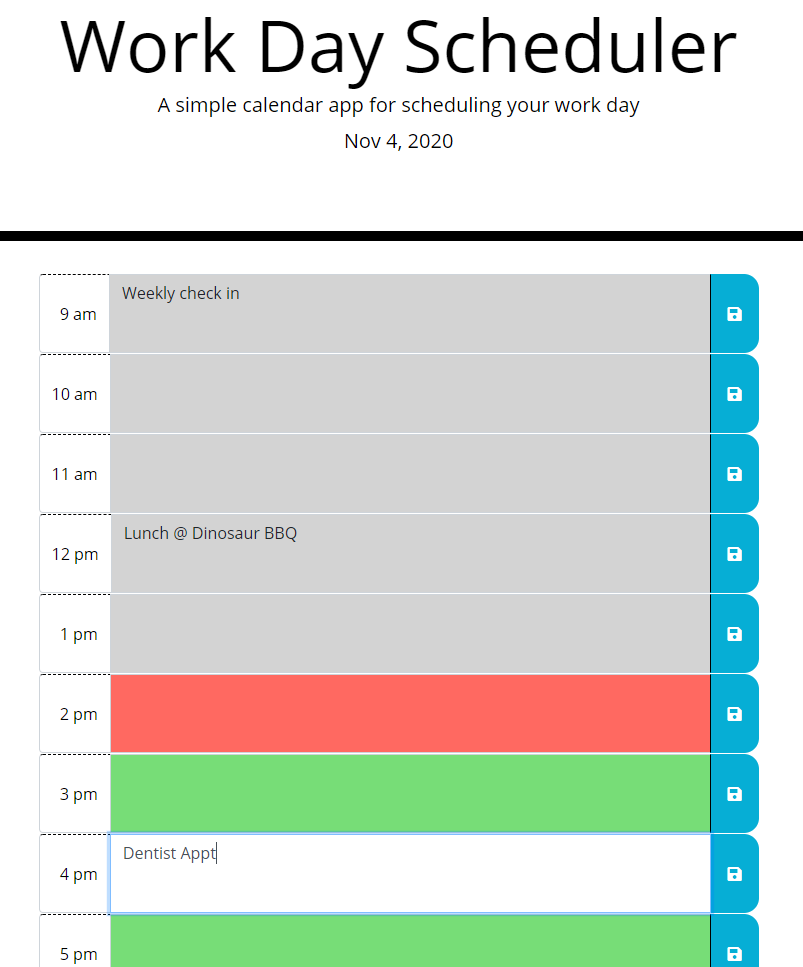 Work Day Scheduler
A simple calendar app for scheduling your work day
Nov 4, 2020
9 am
Weekly check in
10 am
11 am
12 pm
Lunch @ Dinosaur BBQ
1 pm
2 pm
3 pm
4 pm
Dentist Appt
5 pm